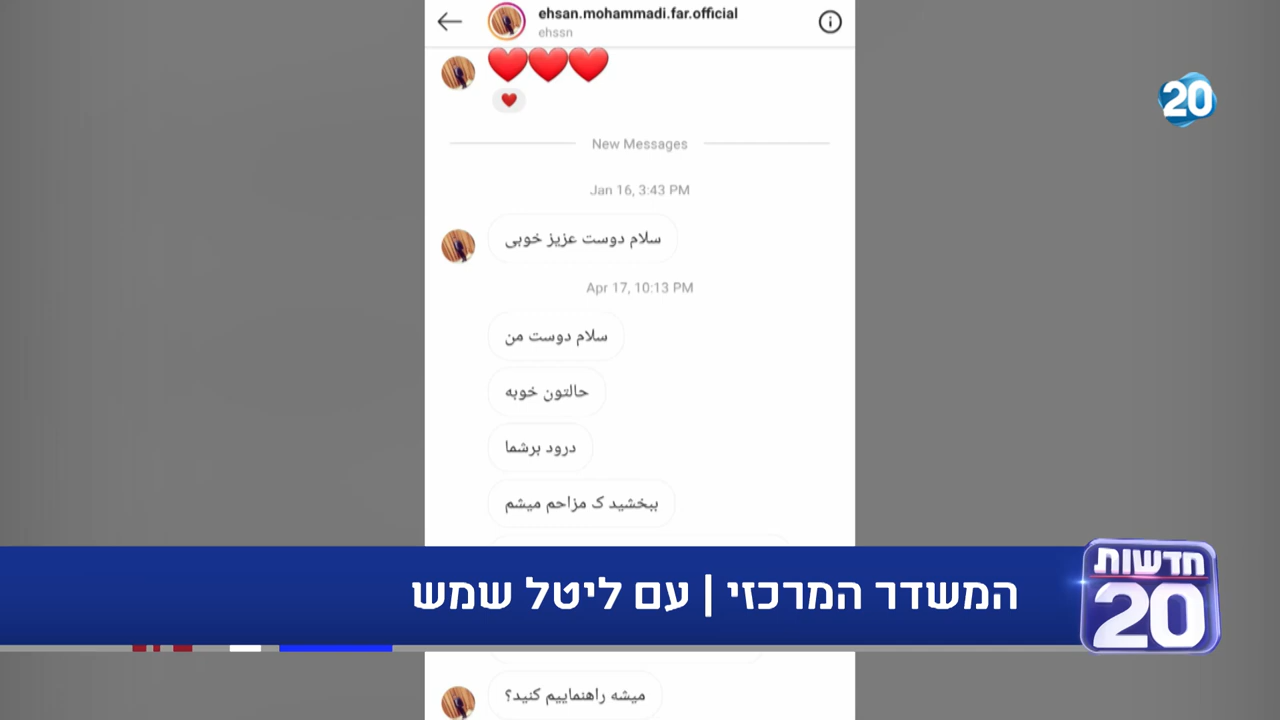 ehsan.mohammadi.far.official
ehssn
20
New Messages
Jan 16, 3:43 PM
سلام دوست عزیز خوبی
Apr 17, 10:13 PM
سلام دوست من
حالتون خوبه
درود برشما
ببخشید ک مزاحم میشم
המשדר המרכזי | עם ליטל שמש
חדשות
20
میشه راهنماییم کنید؟